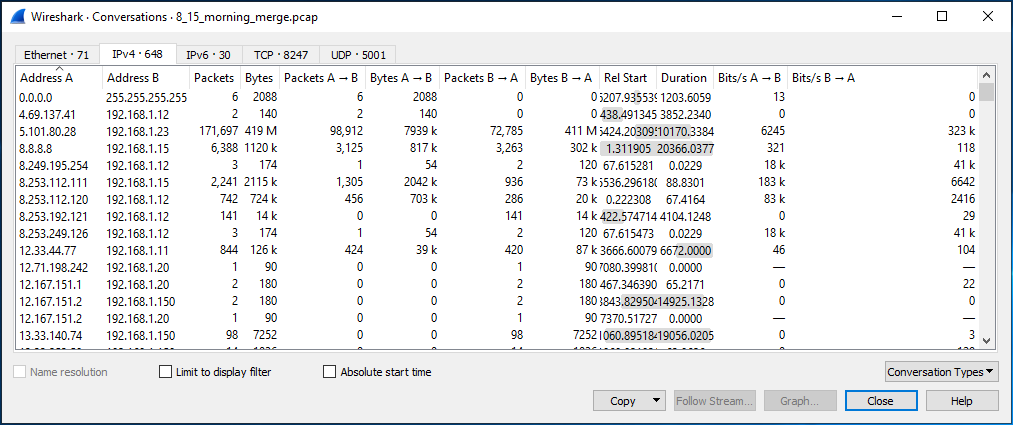 Wireshark · Conversations · 8_15_morning_merge.pcap
Ethernet · 71 IPv4 · 648 IPv6 · 30 TCP · 8247 UDP · 5001
Address A Address B Packets Bytes Packets A → B Bytes A → B Packets B → A Bytes B → A Rel Start Duration Bits/s A → B Bits/s B → A
0.0.0.0 255.255.255.255 6 2088 6 2088 0 0 1203.6059 13 0
4.69.137.41 192.168.1.12 2 140 2 140 0 0 438.491345 3852.2340 0 0
5.101.80.28 192.168.1.23 171,697 419 M 98,912 7939 k 72,785 411 M 10170.3384 6245 323 k
8.8.8.8 192.168.1.15 6,388 1120 k 3,125 817 k 3,263 302 k 1.311905 20366.0377 321 118
8.249.195.254 192.168.1.12 3 174 1 54 2 120 67.615281 0.0229 18 k 41 k
8.253.112.111 192.168.1.15 2,241 2115 k 1,305 2042 k 936 73 k 88.8301 183 k 6642
8.253.112.120 192.168.1.12 742 724 k 456 703 k 286 20 k 0.222308 67.4164 83 k 2416
8.253.192.121 192.168.1.12 141 14 k 0 0 141 14 k 422.574714 4104.1248 0 29
8.253.249.126 192.168.1.12 3 174 1 54 2 120 67.615473 0.0229 18 k 41 k
12.33.44.77 192.168.1.11 844 126 k 424 39 k 420 87 k 3666.60079 6672.0000 46 104
12.71.198.242 192.168.1.20 1 90 0 0 1 90 7080.399810 0.0000 — —
12.167.151.1 192.168.1.20 2 180 0 0 2 180 467.346390 65.2171 0 22
12.167.151.2 192.168.1.150 2 180 0 0 2 180 3843.829504 14925.1328 0 0
12.167.151.2 192.168.1.20 1 90 0 0 1 90 7370.51727 0.0000 — —
13.33.140.74 192.168.1.150 98 7252 0 0 98 7252 1060.895184 19056.0205 0 3
Name resolution Limit to display filter Absolute start time Conversation Types
Copy Follow Stream... Graph... Close Help